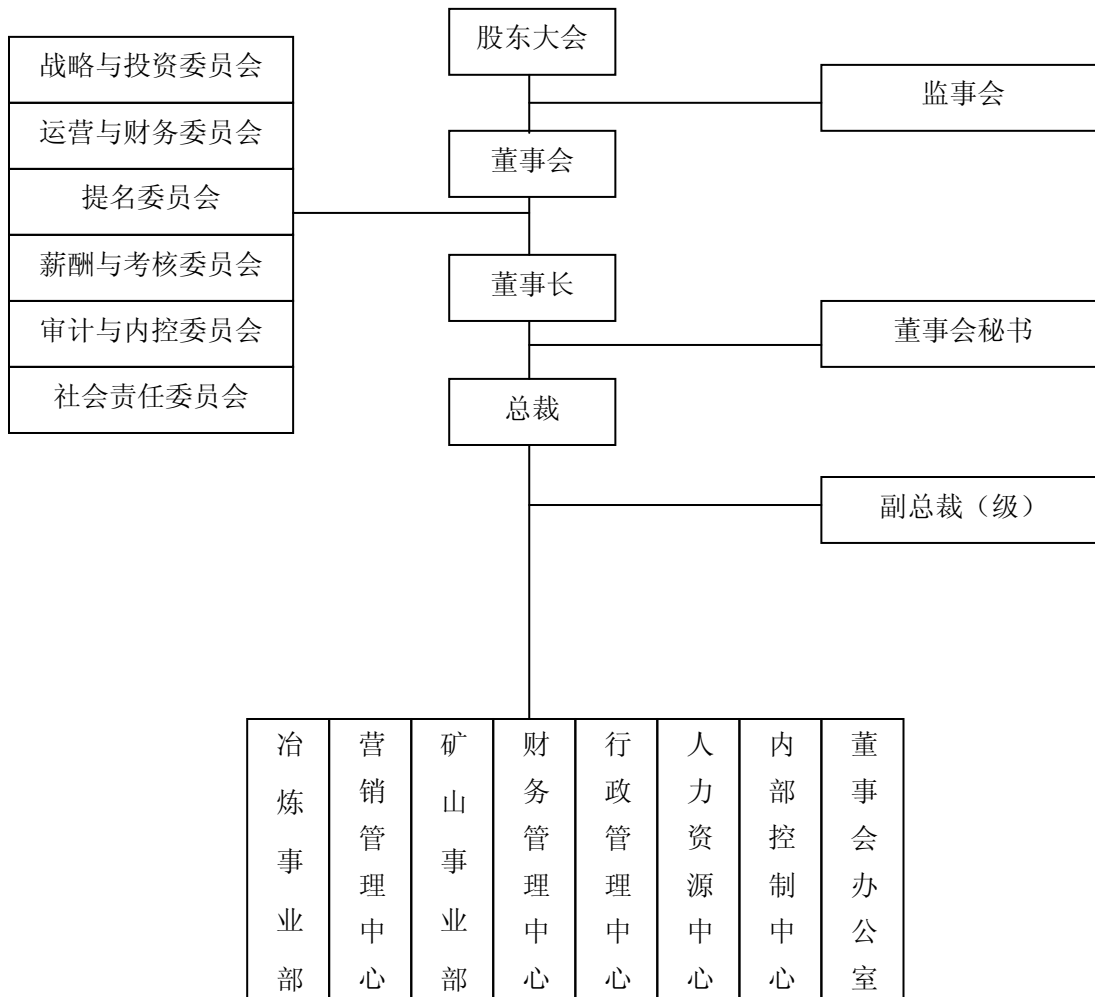 股东大会
战略与投资委员会
监事会
运营与财务委员会
董事会
提名委员会
薪酬与考核委员会
董事长
审计与内控委员会
董事会秘书
社会责任委员会
总裁
副总裁（级）
冶炼事业部
营销管理中心
矿山事业部
财务管理中心
行政管理中心
人力资源中心
内部控制中心
董事会办公室